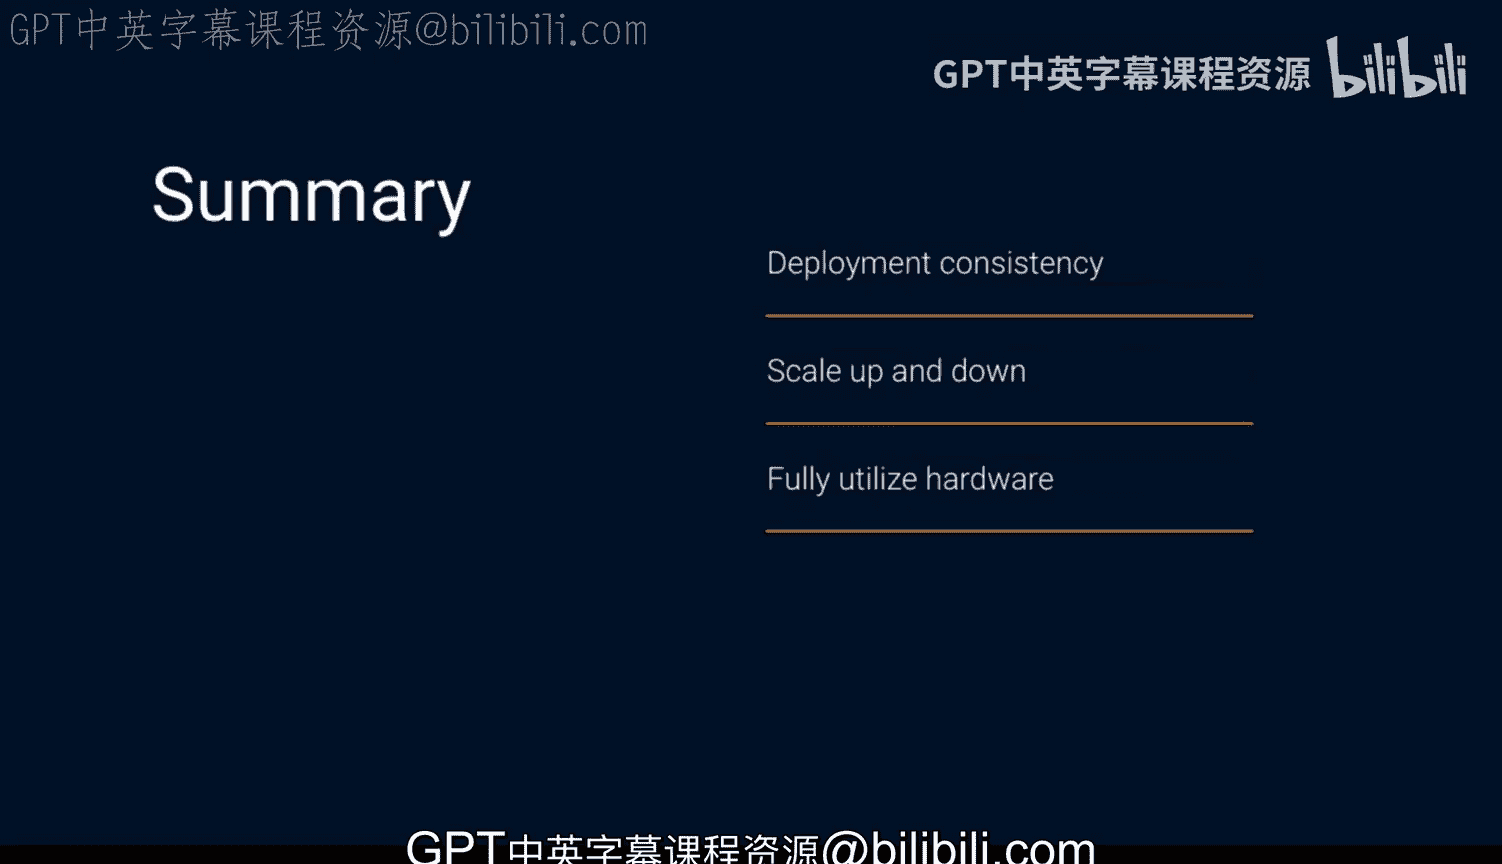 GPT中英字幕课程资源@bilibili.com
GPT中英字幕课程资源 bilibili
Summary
Deployment consistency
Scale up and down
Fully utilize hardware
GPT中英字幕课程资源@bilibili.com